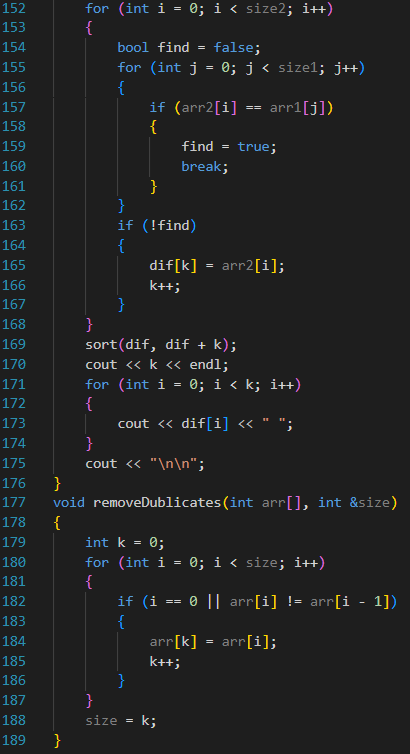 152 for (int i = 0; i < size2; i++)
153 {
154 bool find = false;
155 for (int j = 0; j < size1; j++)
156 {
157 if (arr2[i] == arr1[j])
158 {
159 find = true;
160 break;
161 }
162 }
163 if (!find)
164 {
165 dif[k] = arr2[i];
166 k++;
167 }
168 }
169 sort(dif, dif + k);
170 cout << k << endl;
171 for (int i = 0; i < k; i++)
172 {
173 cout << dif[i] << " ";
174 }
175 cout << "\n\n";
176 }
177 void removeDublicates(int arr[], int &size)
178 {
179 int k = 0;
180 for (int i = 0; i < size; i++)
181 {
182 if (i == 0 || arr[i] != arr[i - 1])
183 {
184 arr[k] = arr[i];
185 k++;
186 }
187 }
188 size = k;
189 }